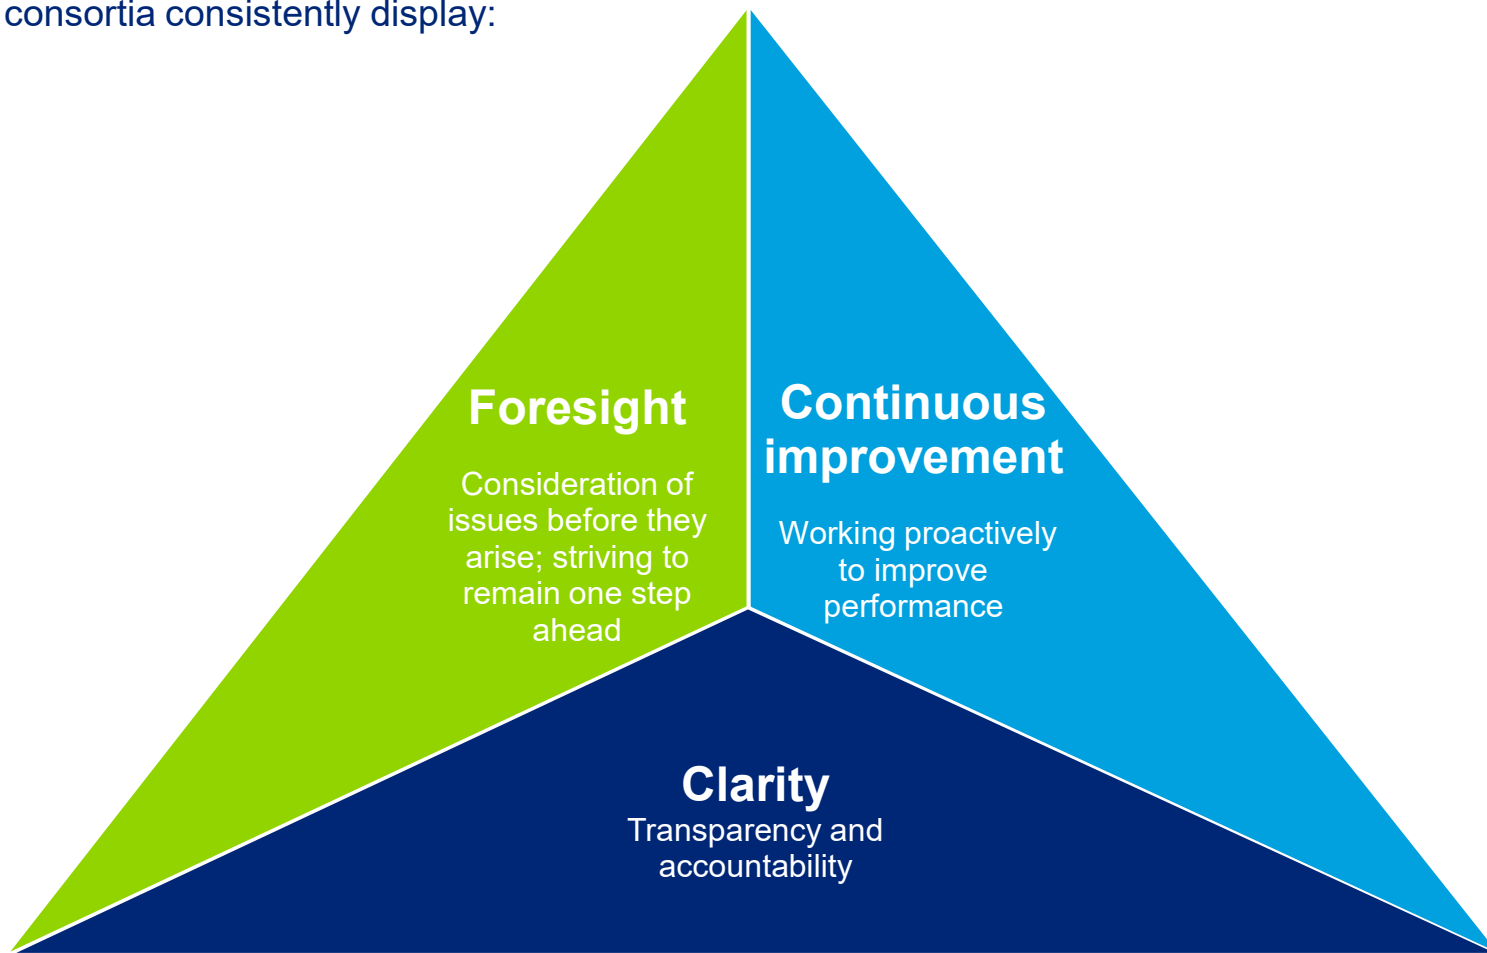 consortia consistently display:
Foresight
Consideration of
issues before they
arise; striving to
remain one step
ahead
Continuous
improvement
Working proactively
to improve
performance
Clarity
Transparency and
accountability